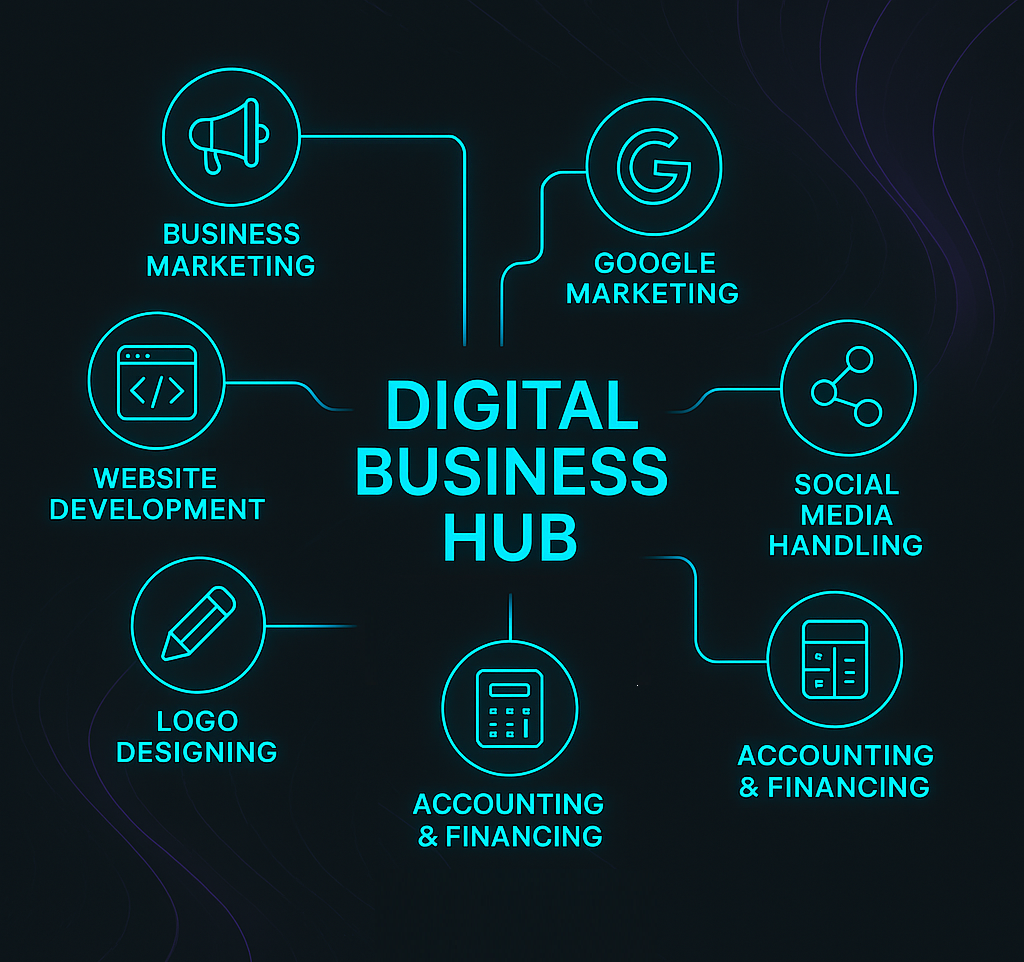 BUSINESS
MARKETING
G
GOOGLE
MARKETING
</>
WEBSITE
DEVELOPMENT
DIGITAL
BUSINESS
HUB
SOCIAL
MEDIA
HANDLING
LOGO
DESIGNING
ACCOUNTING
& FINANCING
ACCOUNTING
& FINANCING